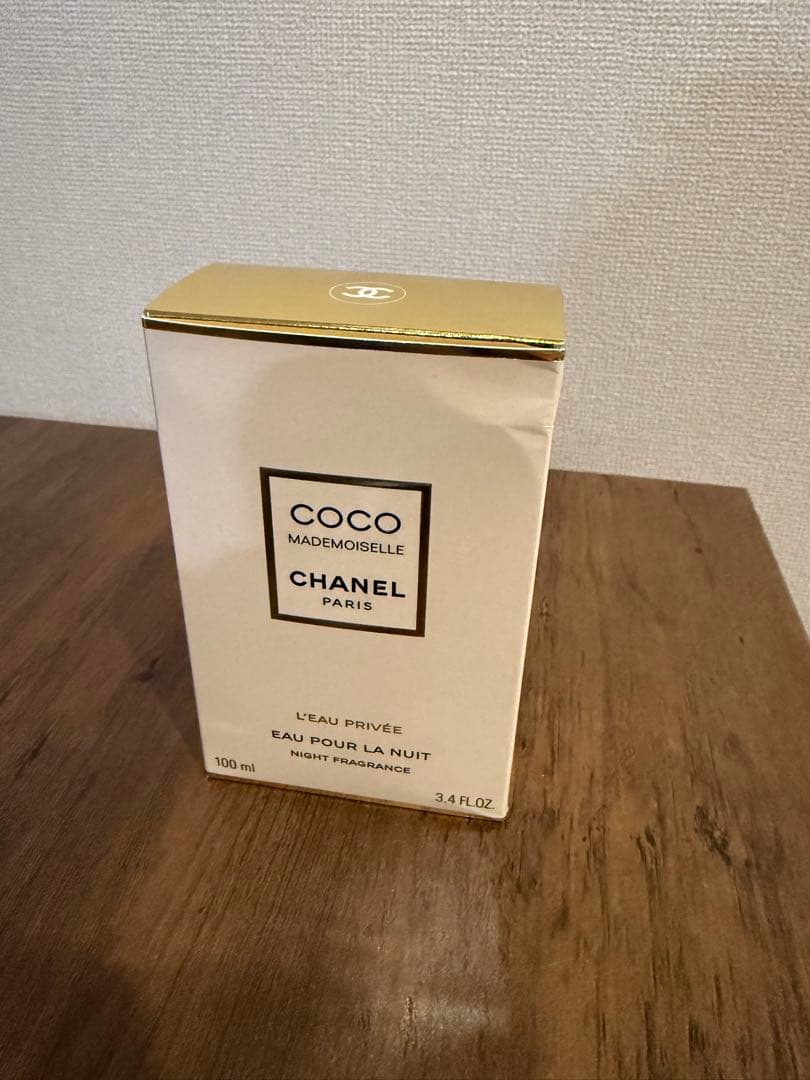 COCO
MADEMOISELLE
CHANEL
PARIS
L'EAU PRIVÉE
EAU POUR LA NUIT
NIGHT FRAGRANCE
100 ml
3.4 FL.OZ.